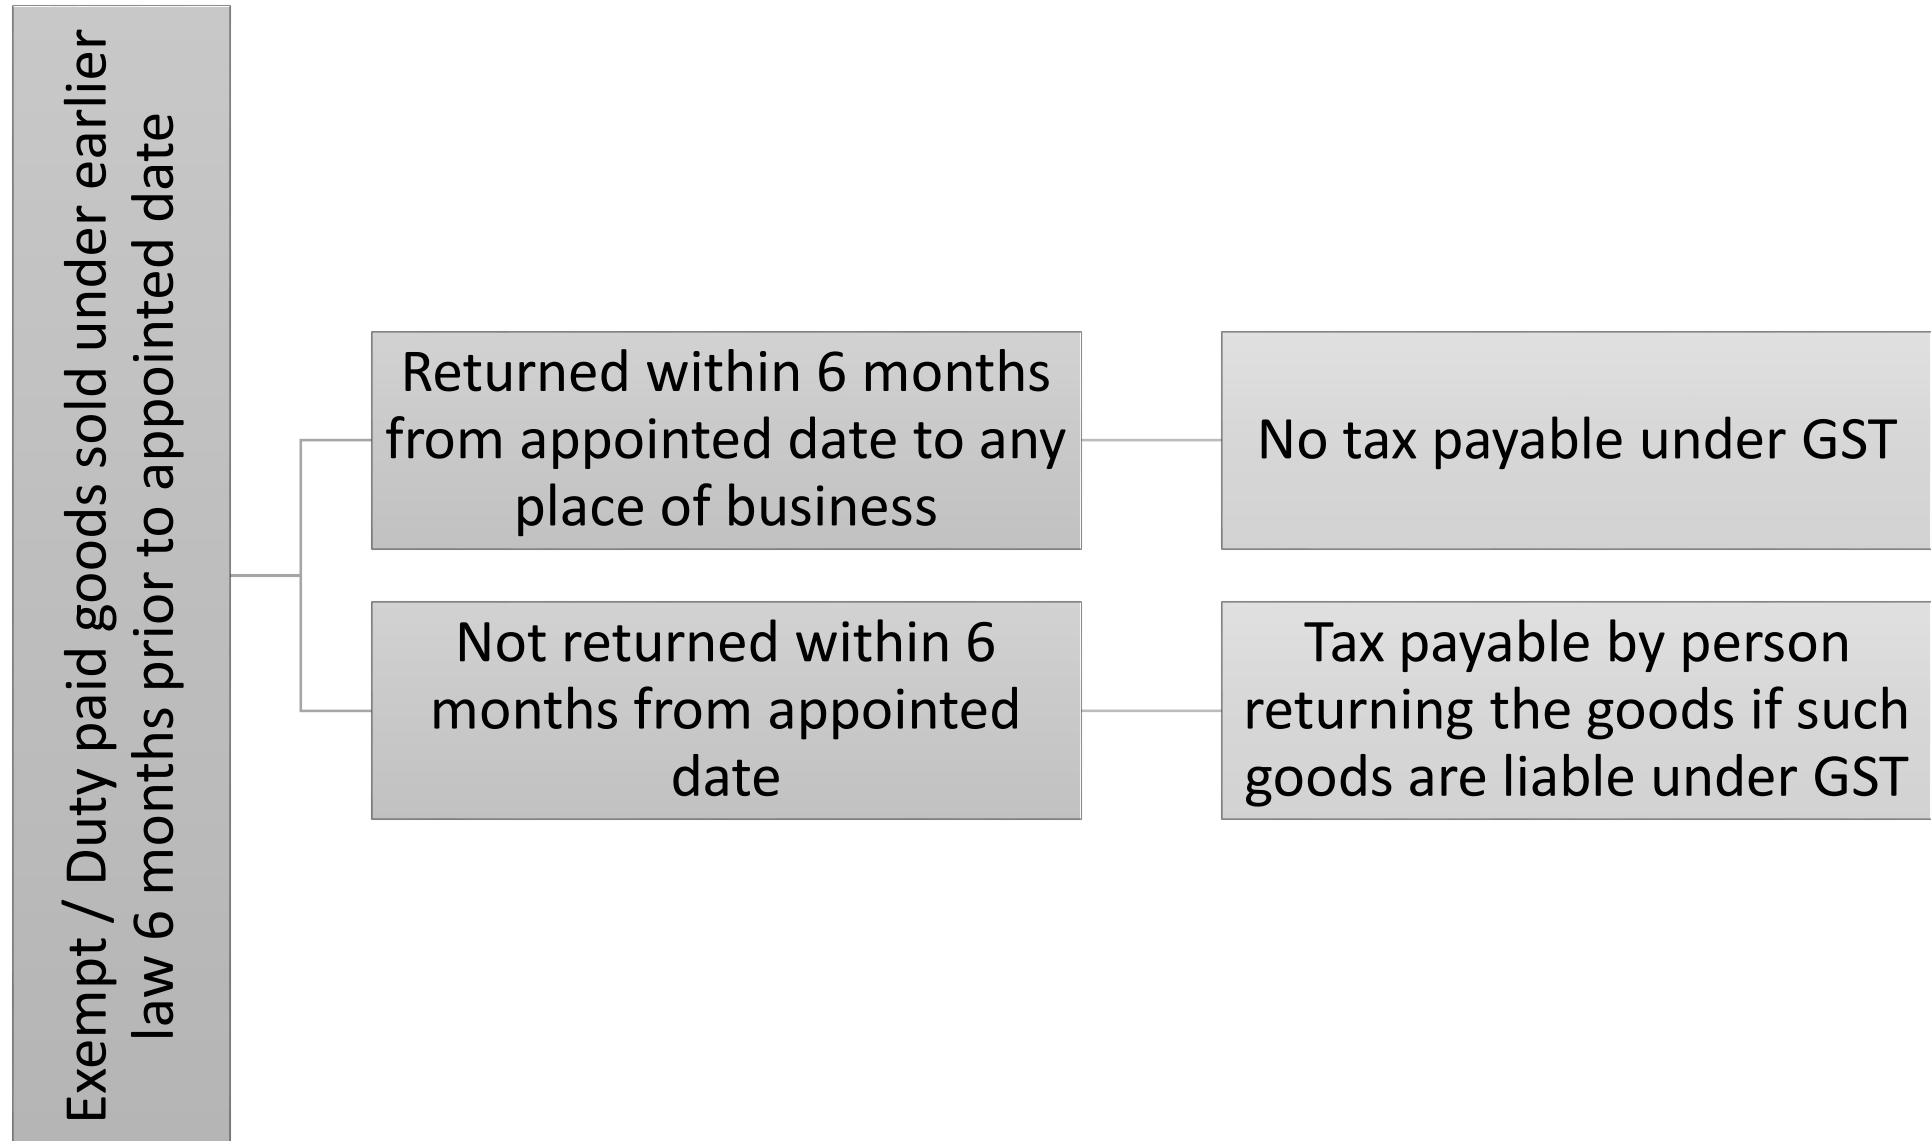 Exempt / Duty paid goods sold under earlier
law 6 months prior to appointed date
Returned within 6 months
from appointed date to any
place of business
No tax payable under GST
Not returned within 6
months from appointed
date
Tax payable by person
returning the goods if such
goods are liable under GST